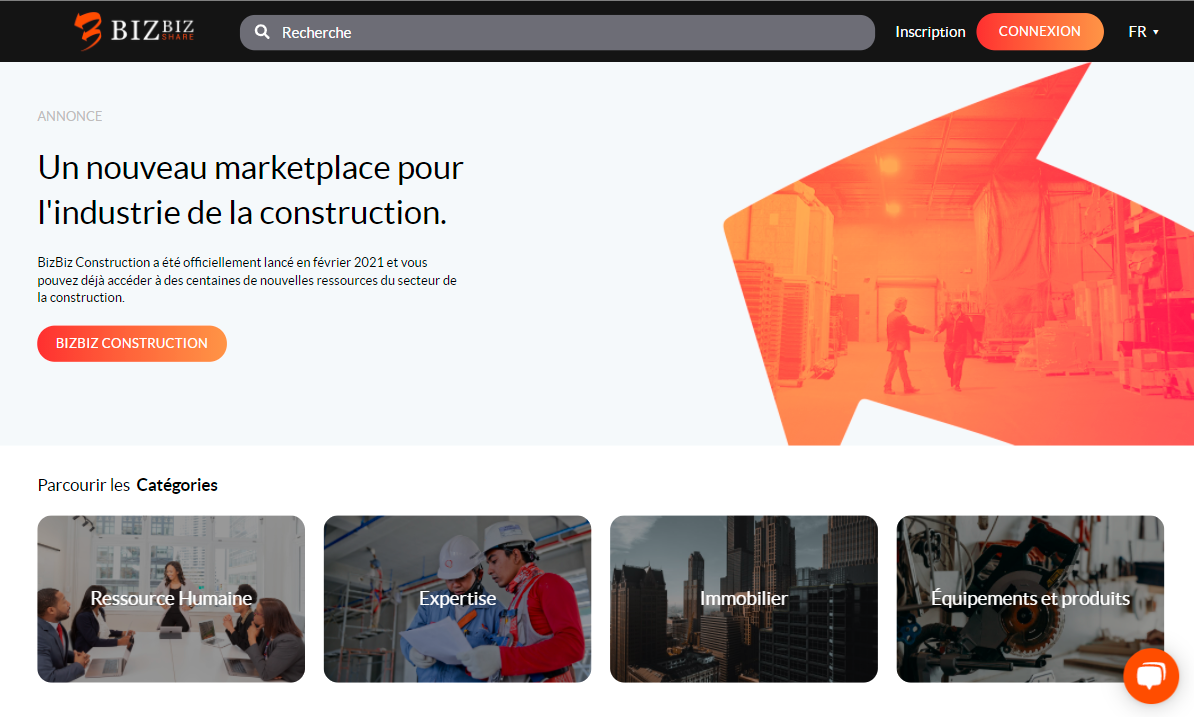 BIZBIZ
SHARE
Recherche
Inscription
CONNEXION
FR
ANNONCE
Un nouveau marketplace pour
l'industrie de la construction.
BizBiz Construction a été officiellement lancé en février 2021 et vous
pouvez déjà accéder à des centaines de nouvelles ressources du secteur de
la construction.
BIZBIZ CONSTRUCTION
Parcourir les Catégories
Ressource Humaine
Expertise
Immobilier
Équipements et produits